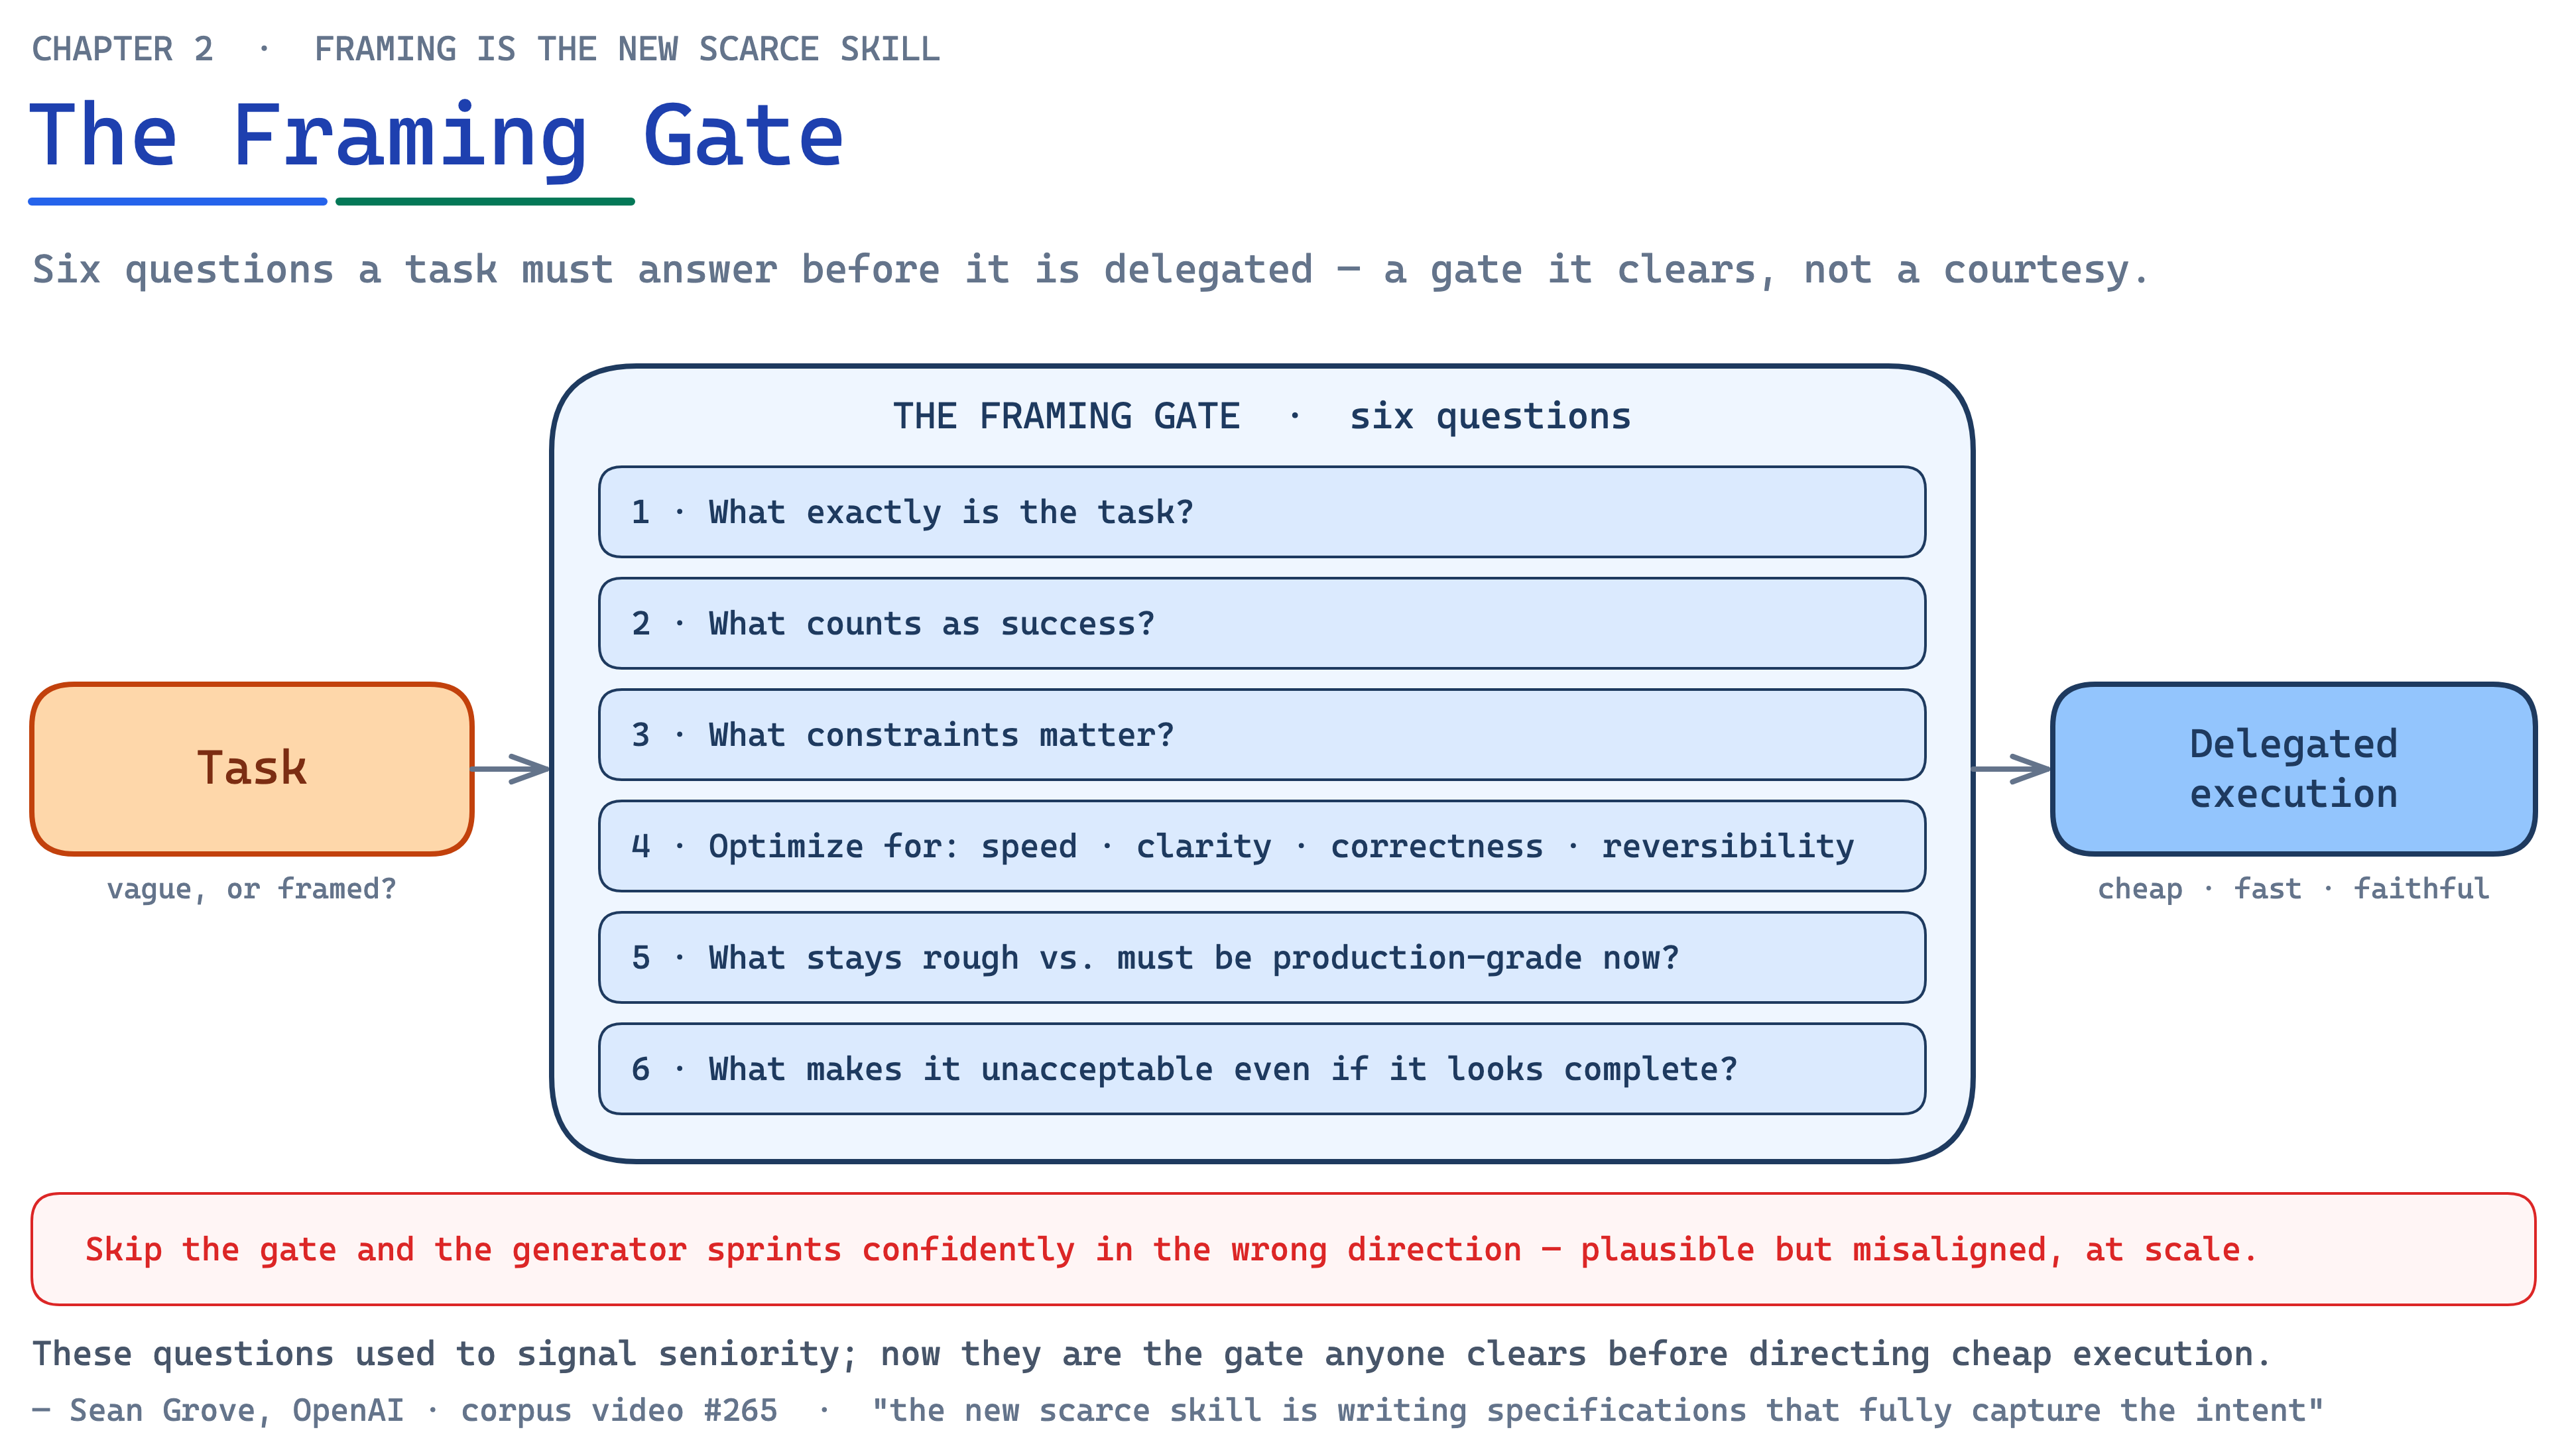 CHAPTER 2 · FRAMING IS THE NEW SCARCE SKILL
The Framing Gate
Six questions a task must answer before it is delegated — a gate it clears, not a courtesy.
THE FRAMING GATE · six questions
1 · What exactly is the task?
2 · What counts as success?
3 · What constraints matter?
4 · Optimize for: speed · clarity · correctness · reversibility
5 · What stays rough vs. must be production-grade now?
6 · What makes it unacceptable even if it looks complete?
Task
vague, or framed?
Delegated
execution
cheap · fast · faithful
Skip the gate and the generator sprints confidently in the wrong direction — plausible but misaligned, at scale.
These questions used to signal seniority; now they are the gate anyone clears before directing cheap execution.
— Sean Grove, OpenAI · corpus video #265 · "the new scarce skill is writing specifications that fully capture the intent"